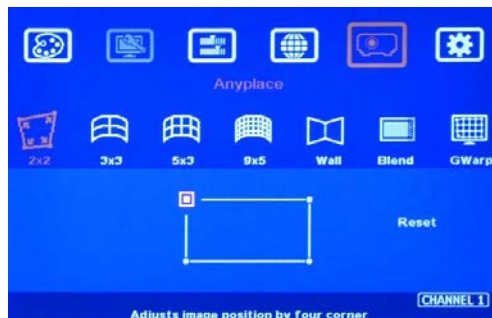 Anyplace
2x2 3x3 5x3 9x5 Wall Blend GWarp
Reset
CHANNEL 1
Adjusts image position by four corner